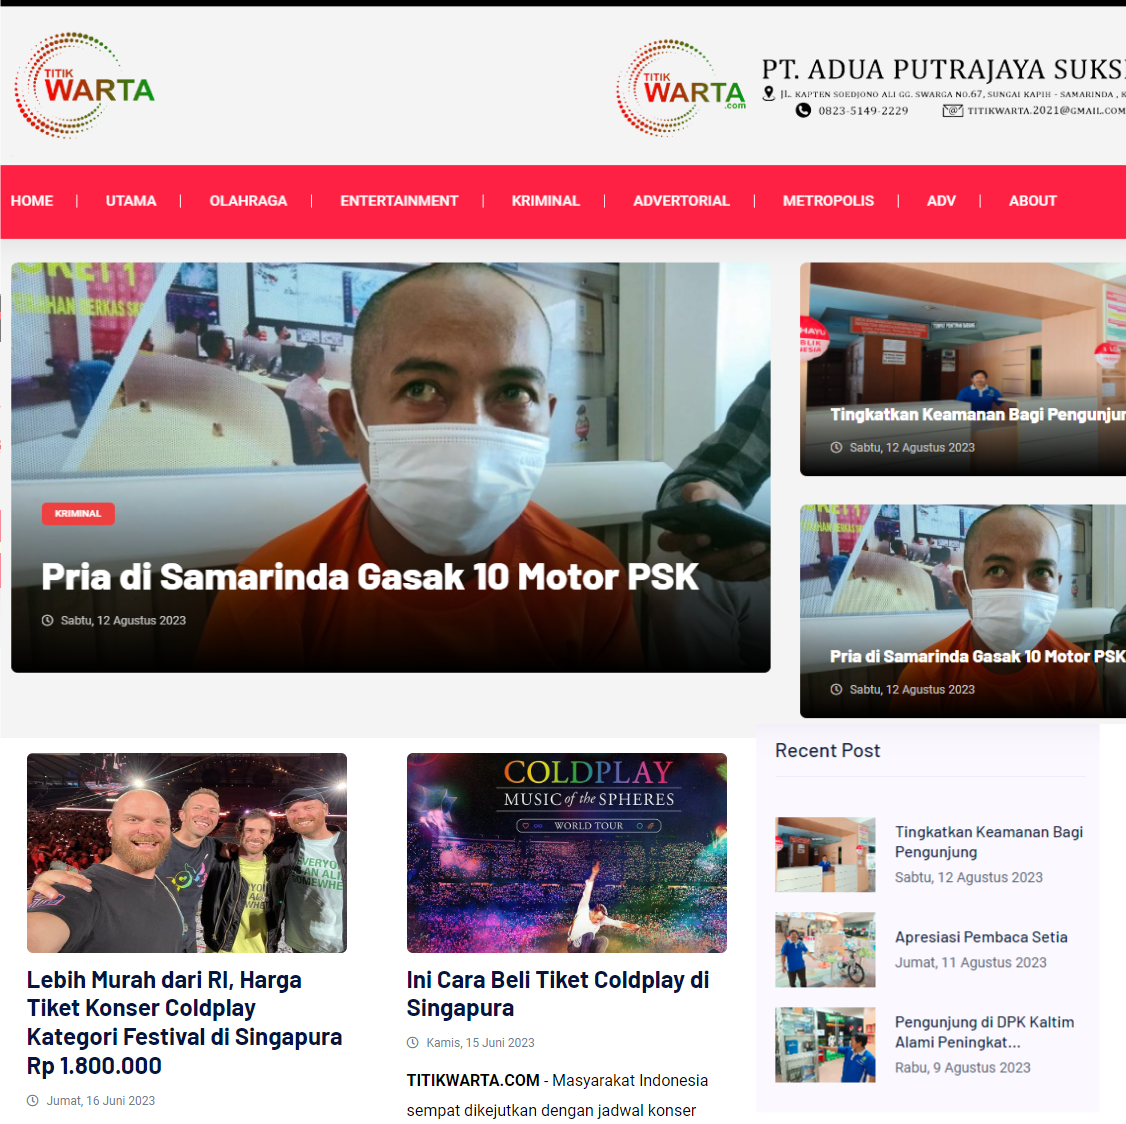 TITIK
WARTA
TITIK
WARTA
.com
PT. ADUA PUTRAJAYA SUKS
JL. KAPTEN SOEDJONO ALI GG. SWARGA NO.67, SUNGAI KAPIH - SAMARINDA , K
0823-5149-2229
TITIKWARTA.2021@GMAIL.COM
HOME | UTAMA | OLAHRAGA | ENTERTAINMENT | KRIMINAL | ADVERTORIAL | METROPOLIS | ADV | ABOUT
KRIMINAL
Pria di Samarinda Gasak 10 Motor PSK
Sabtu, 12 Agustus 2023
Tingkatkan Keamanan Bagi Pengunjun
Sabtu, 12 Agustus 2023
Pria di Samarinda Gasak 10 Motor PSK
Sabtu, 12 Agustus 2023
Lebih Murah dari RI, Harga
Tiket Konser Coldplay
Kategori Festival di Singapura
Rp 1.800.000
Jumat, 16 Juni 2023
COLDPLAY
MUSIC of the SPHERES
WORLD TOUR
Ini Cara Beli Tiket Coldplay di
Singapura
Kamis, 15 Juni 2023
TITIKWARTA.COM - Masyarakat Indonesia
sempat dikejutkan dengan jadwal konser
Recent Post
Tingkatkan Keamanan Bagi
Pengunjung
Sabtu, 12 Agustus 2023
Apresiasi Pembaca Setia
Jumat, 11 Agustus 2023
Pengunjung di DPK Kaltim
Alami Peningkat...
Rabu, 9 Agustus 2023